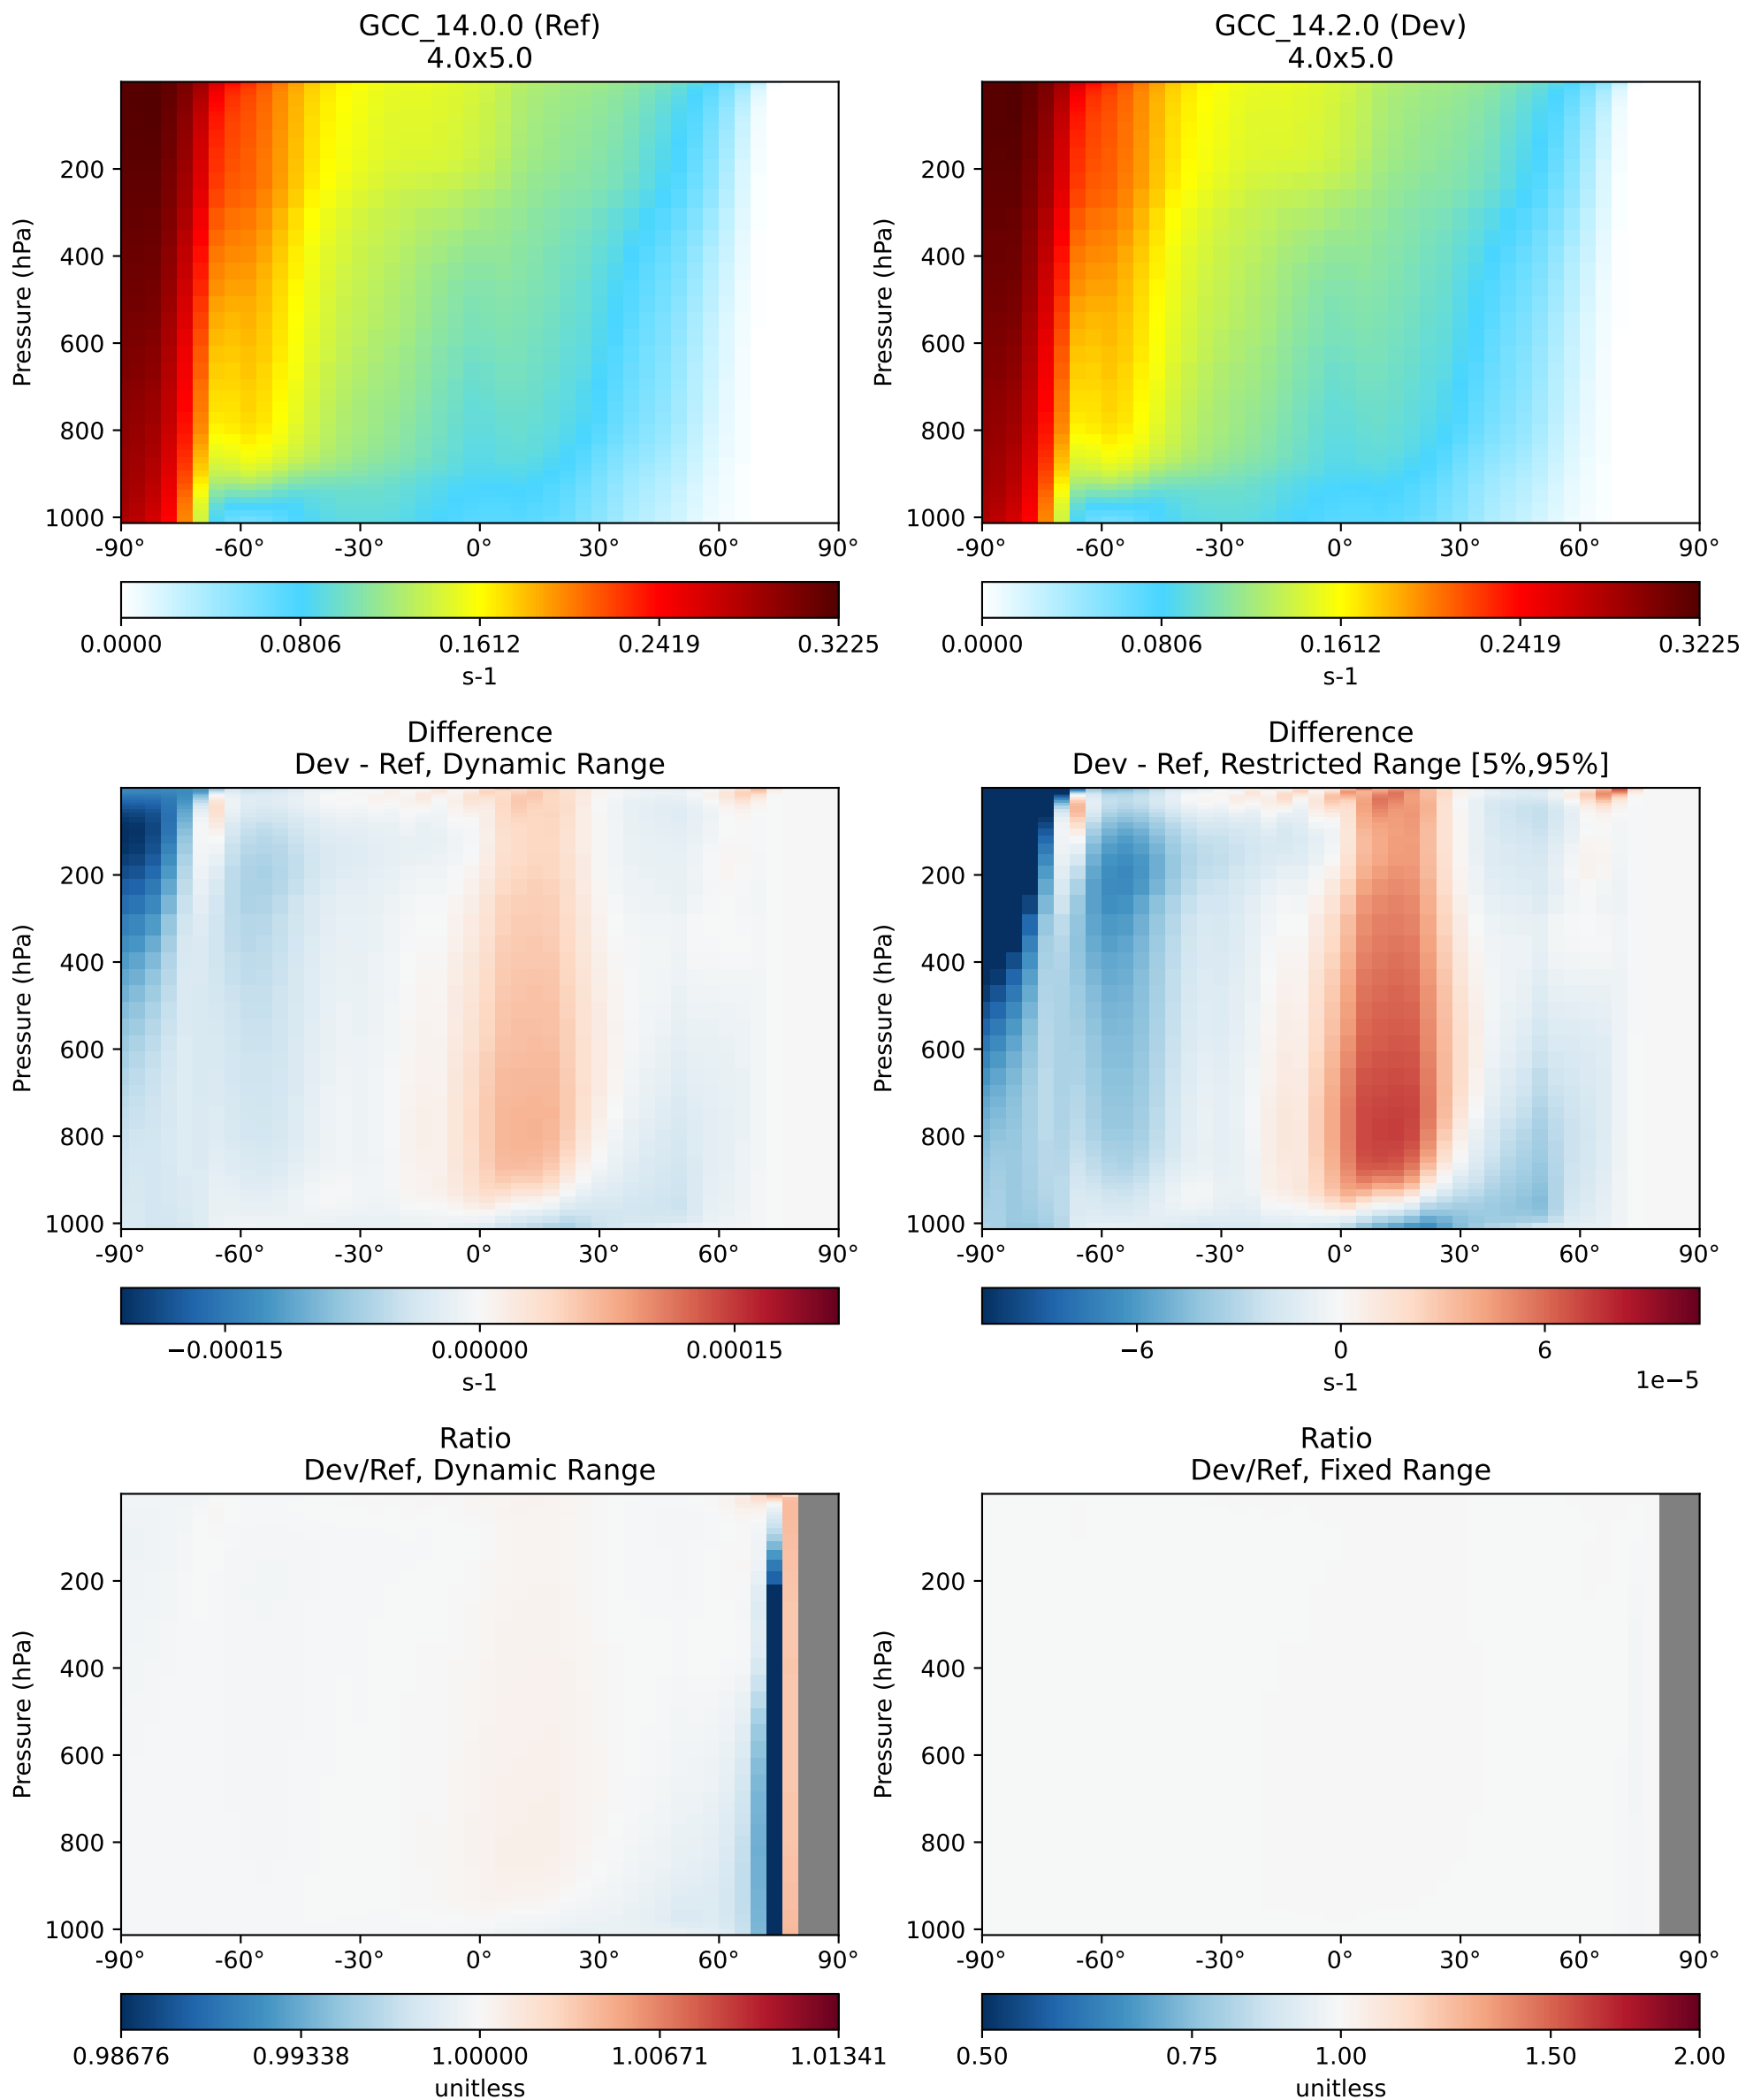 GCC_14.0.0 (Ref)
4.0x5.0
GCC_14.2.0 (Dev)
4.0x5.0
Pressure (hPa)
200
400
600
800
1000
-90° -60° -30° 0° 30° 60° 90°
0.0000 0.0806 0.1612 0.2419 0.3225
s-1
Pressure (hPa)
200
400
600
800
1000
-90° -60° -30° 0° 30° 60° 90°
0.0000 0.0806 0.1612 0.2419 0.3225
s-1
Difference
Dev - Ref, Dynamic Range
Difference
Dev - Ref, Restricted Range [5%,95%]
Pressure (hPa)
200
400
600
800
1000
-90° -60° -30° 0° 30° 60° 90°
−0.00015 0.00000 0.00015
s-1
Pressure (hPa)
200
400
600
800
1000
-90° -60° -30° 0° 30° 60° 90°
−6 0 6
s-1
1e−5
Ratio
Dev/Ref, Dynamic Range
Ratio
Dev/Ref, Fixed Range
Pressure (hPa)
200
400
600
800
1000
-90° -60° -30° 0° 30° 60° 90°
0.98676 0.99338 1.00000 1.00671 1.01341
unitless
Pressure (hPa)
200
400
600
800
1000
-90° -60° -30° 0° 30° 60° 90°
0.50 0.75 1.00 1.50 2.00
unitless